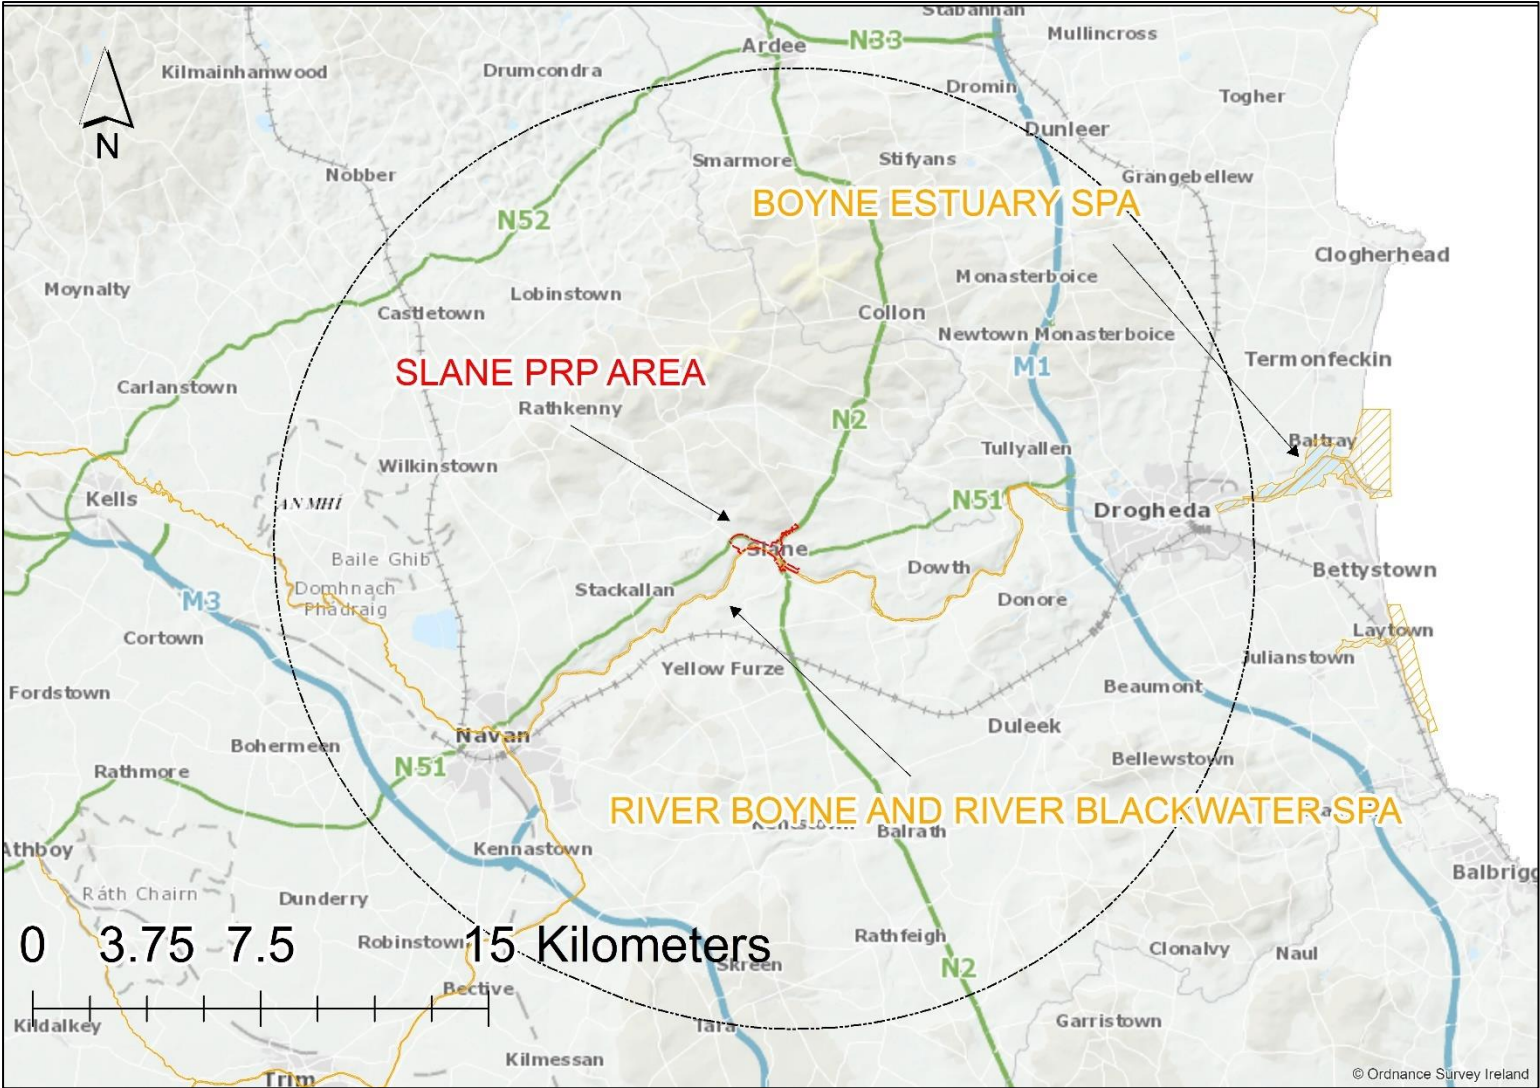 Stabannan
Mullincross
Ardee
N33
Kilmainhamwood
Drumcondra
Dromin
Togher
N
Dunleer
Smarmore
Stifyans
Nobber
Grangebellew
BOYNE ESTUARY SPA
N52
Clogherhead
Monasterboice
Moynalty
Lobinstown
Castletown
Collon
Newtown Monasterboice
Termonfeckin
M1
SLANE PRP AREA
Carlanstown
Rathkenny
N2
Baltray
Tullyallen
Wilkinstown
Kells
AN MHÍ
N51
Drogheda
Slane
Baile Ghib
Dowth
Bettystown
Domhnach
Phádraig
Stackallan
M3
Donore
Cortown
Laytown
Julianstown
Yellow Furze
Fordstown
Beaumont
Duleek
Navan
Bohermeen
Bellewstown
N51
Rathmore
RIVER BOYNE AND RIVER BLACKWATER SPA
Balrath
Athboy
Kennastown
Balbrigg
Ráth Chairn
Dunderry
Robinstown
Rathfeigh
Clonalvy
Naul
0 3.75 7.5 15 Kilometers
Skreen
N2
Bective
Kildalkey
Tara
Garristown
Kilmessan
Trim
© Ordnance Survey Ireland